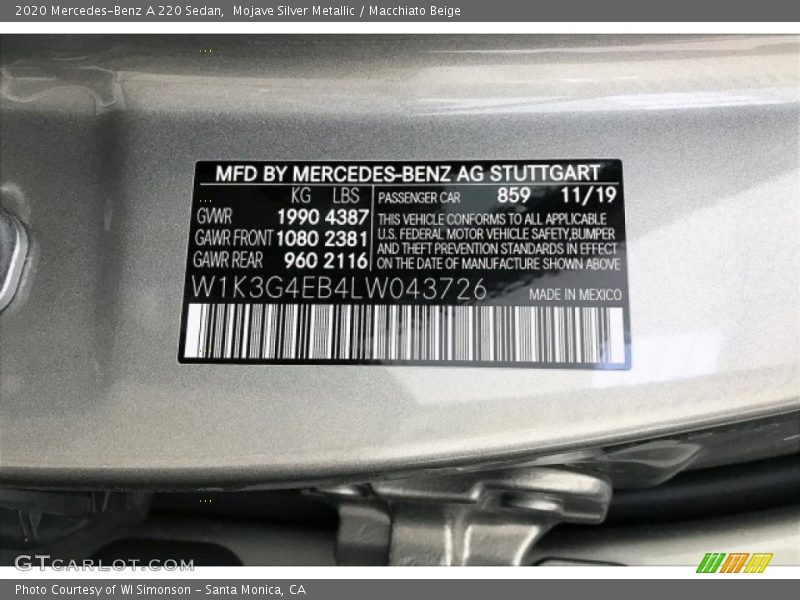 2020 Mercedes-Benz A 220 Sedan, Mojave Silver Metallic / Macchiato Beige
MFD BY MERCEDES-BENZ AG STUTTGART
KG LBS PASSENGER CAR 859 11/19
GVWR 1990 4387
GAWR FRONT 1080 2381
GAWR REAR 960 2116
THIS VEHICLE CONFORMS TO ALL APPLICABLE
U.S. FEDERAL MOTOR VEHICLE SAFETY,BUMPER
AND THEFT PREVENTION STANDARDS IN EFFECT
ON THE DATE OF MANUFACTURE SHOWN ABOVE
W1K3G4EB4LW043726 MADE IN MEXICO
GTCARLOT.COM
Photo Courtesy of WI Simonson - Santa Monica, CA